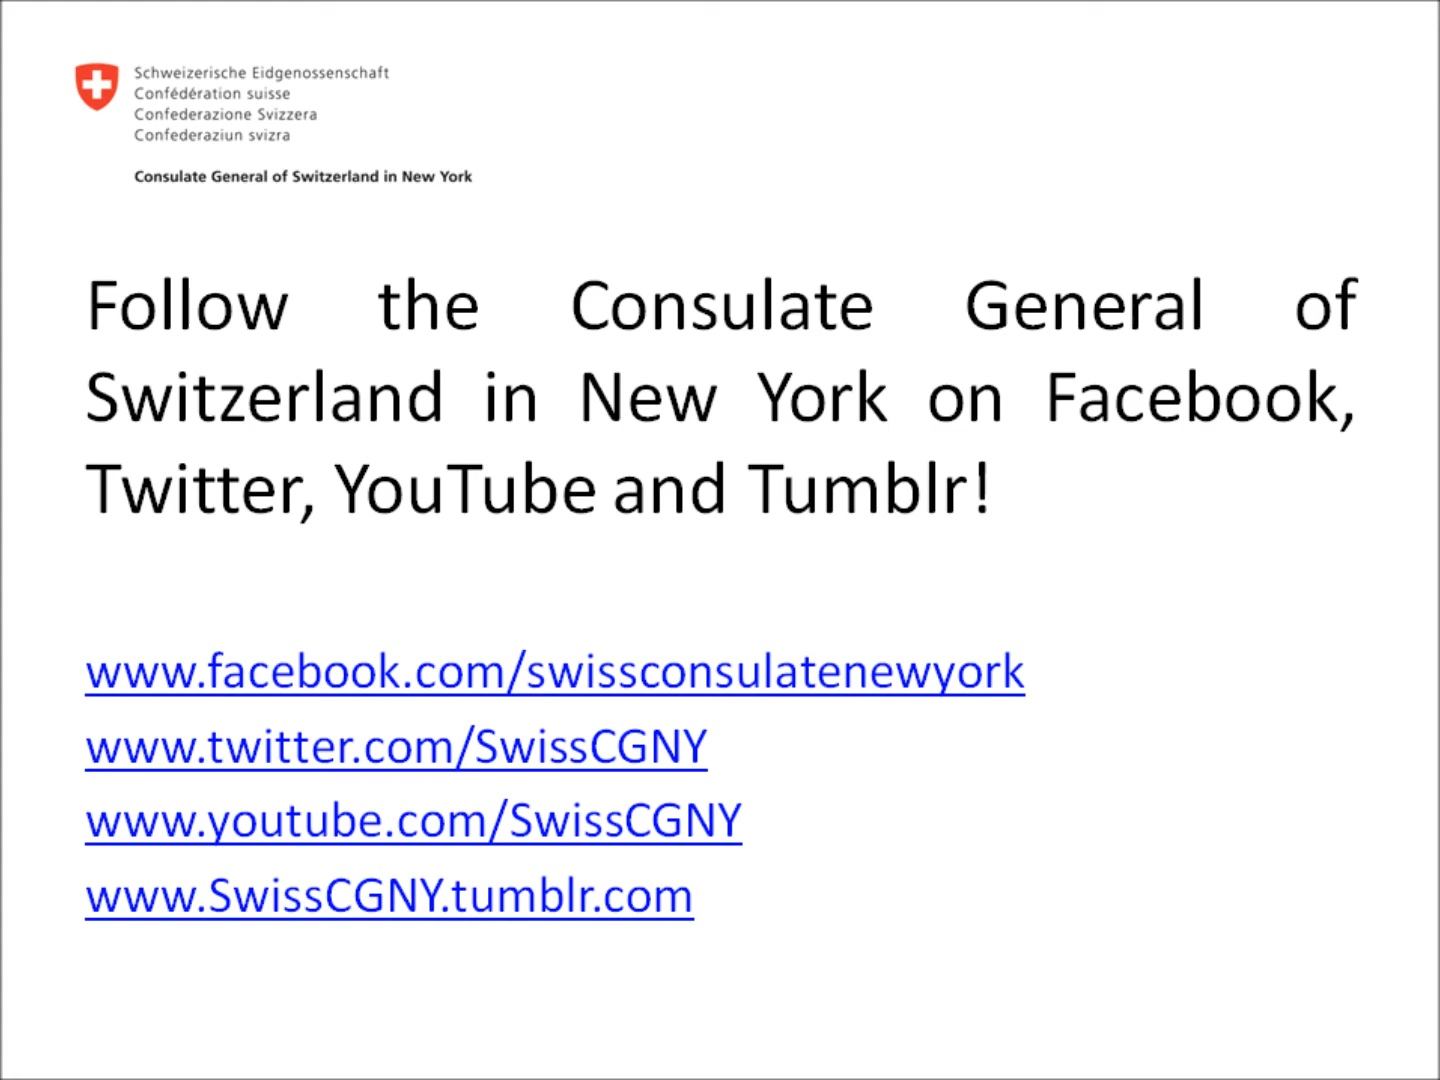 Schweizerische Eidgenossenschaft
Confédération suisse
Confederazione Svizzera
Confederaziun svizra
Consulate General of Switzerland in New York
Follow the Consulate General of
Switzerland in New York on Facebook,
Twitter, YouTube and Tumblr!
www.facebook.com/swissconsulatenewyork
www.twitter.com/SwissCGNY
www.youtube.com/SwissCGNY
www.SwissCGNY.tumblr.com